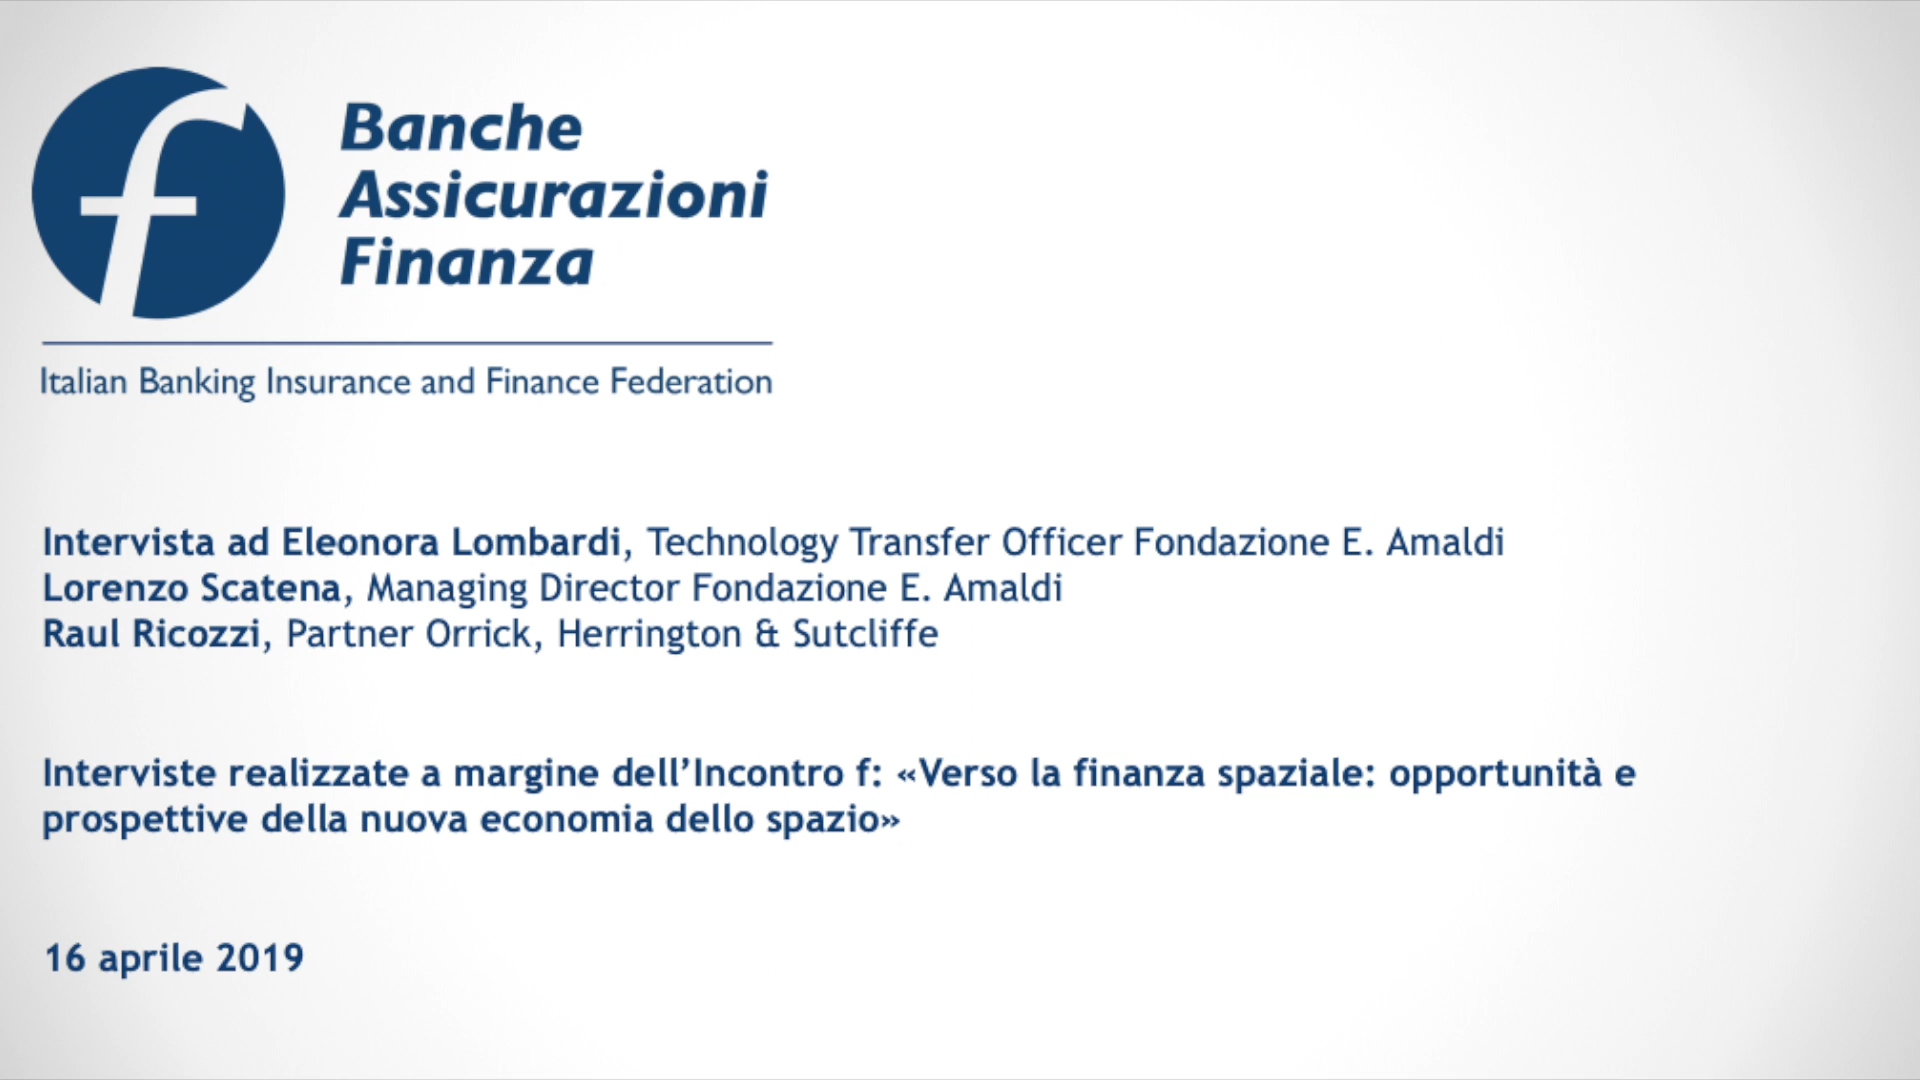 f
Banche
Assicurazioni
Finanza
Italian Banking Insurance and Finance Federation
Intervista ad Eleonora Lombardi, Technology Transfer Officer Fondazione E. Amaldi
Lorenzo Scatena, Managing Director Fondazione E. Amaldi
Raul Ricozzi, Partner Orrick, Herrington & Sutcliffe
Interviste realizzate a margine dell’Incontro f: «Verso la finanza spaziale: opportunità e
prospettive della nuova economia dello spazio»
16 aprile 2019